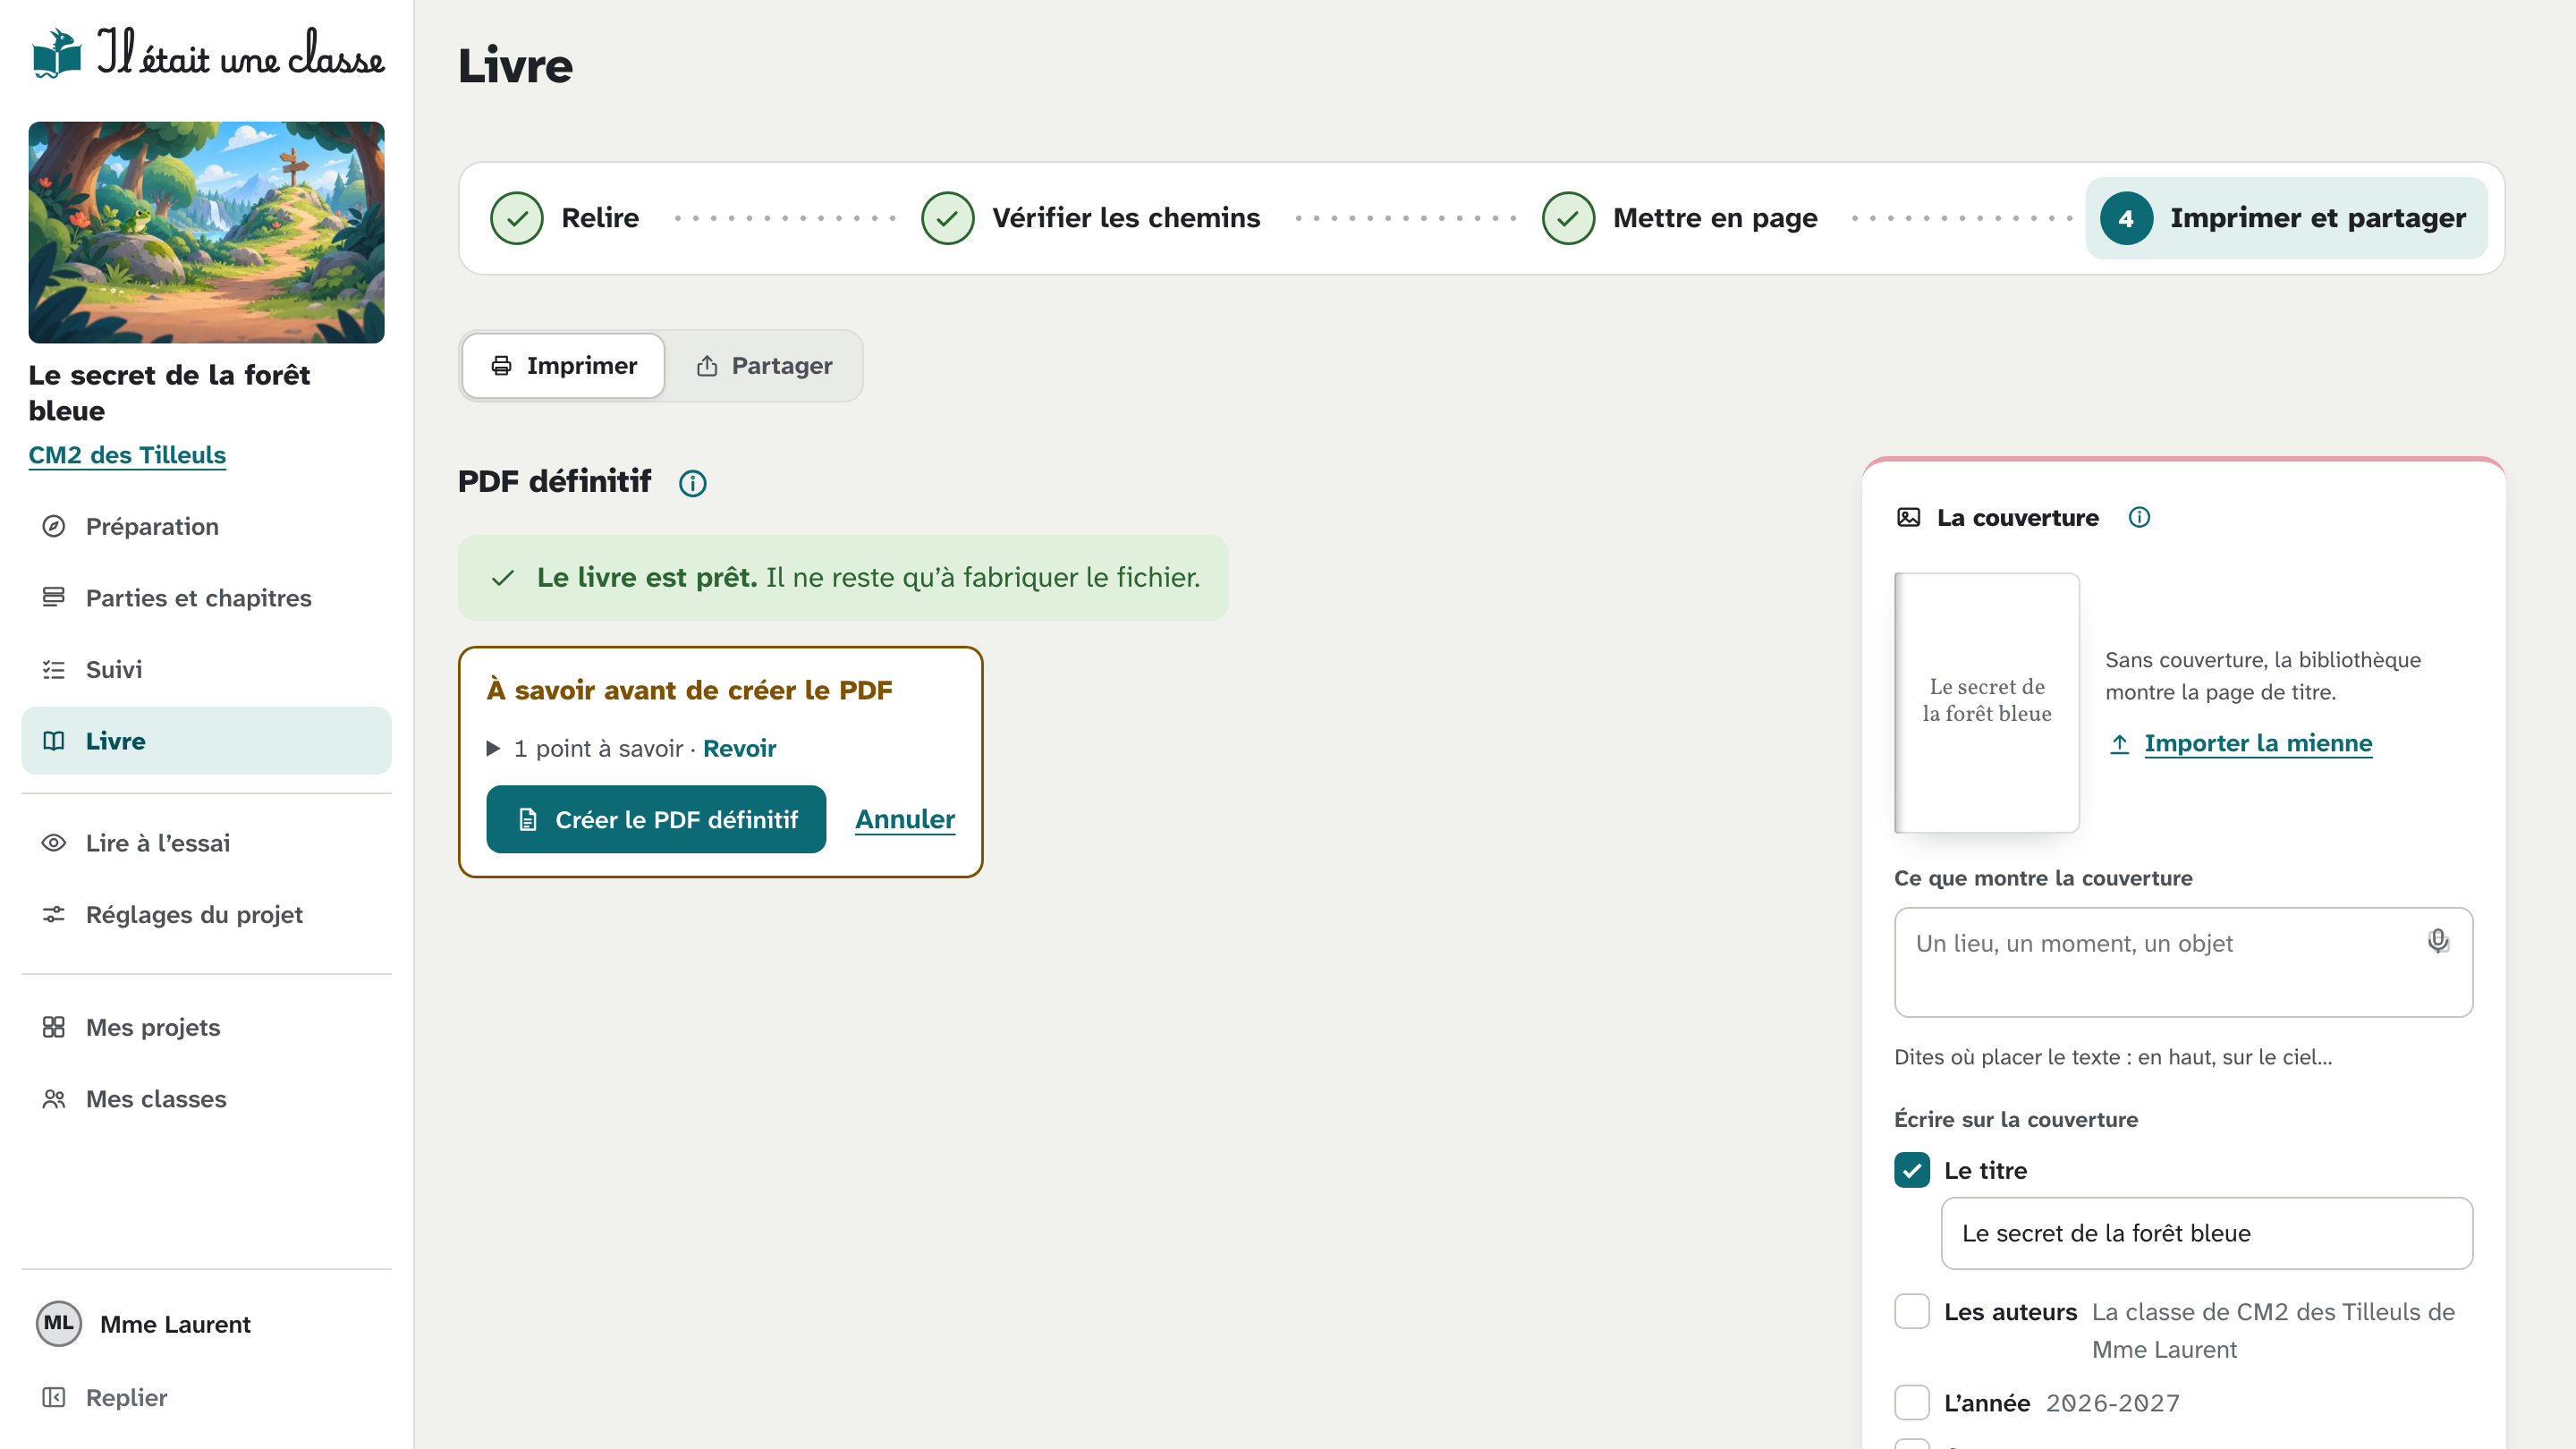 Il était une classe
Le secret de la forêt
bleue
CM2 des Tilleuls
Préparation
Parties et chapitres
Suivi
Livre
Lire à l’essai
Réglages du projet
Mes projets
Mes classes
ML
Mme Laurent
Replier
Livre
Relire
Vérifier les chemins
Mettre en page
4
Imprimer et partager
Imprimer
Partager
PDF définitif
Le livre est prêt. Il ne reste qu’à fabriquer le fichier.
À savoir avant de créer le PDF
1 point à savoir · Revoir
Créer le PDF définitif
Annuler
La couverture
Le secret de
la forêt bleue
Sans couverture, la bibliothèque
montre la page de titre.
Importer la mienne
Ce que montre la couverture
Un lieu, un moment, un objet
Dites où placer le texte : en haut, sur le ciel…
Écrire sur la couverture
Le titre
Le secret de la forêt bleue
Les auteurs La classe de CM2 des Tilleuls de
Mme Laurent
L’année 2026-2027